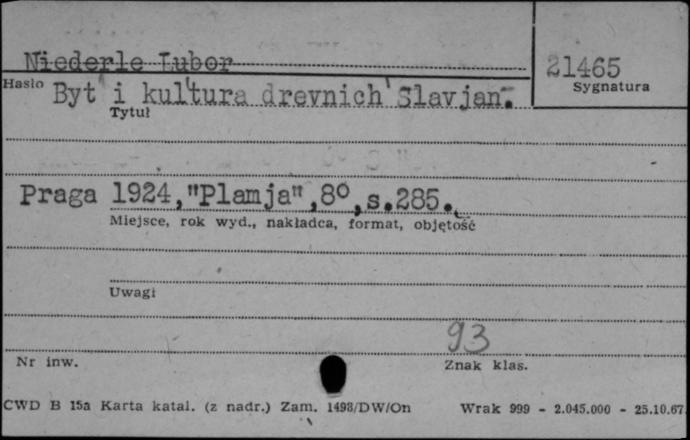 Niederle Lubor
21465
Hasło
Sygnatura
Byt i kul'tura drevnich Slavjan.
Tytuł
Praga 1924,"Plamja",8°,s.285.
Miejsce, rok wyd., nakładca, format, objętość
Uwagi
93
Nr inw.
Znak klas.
CWD B 15a Karta katal. (z nadr.) Zam. 1498/DW/On
Wrak 999 - 2.045.000 - 25.10.67